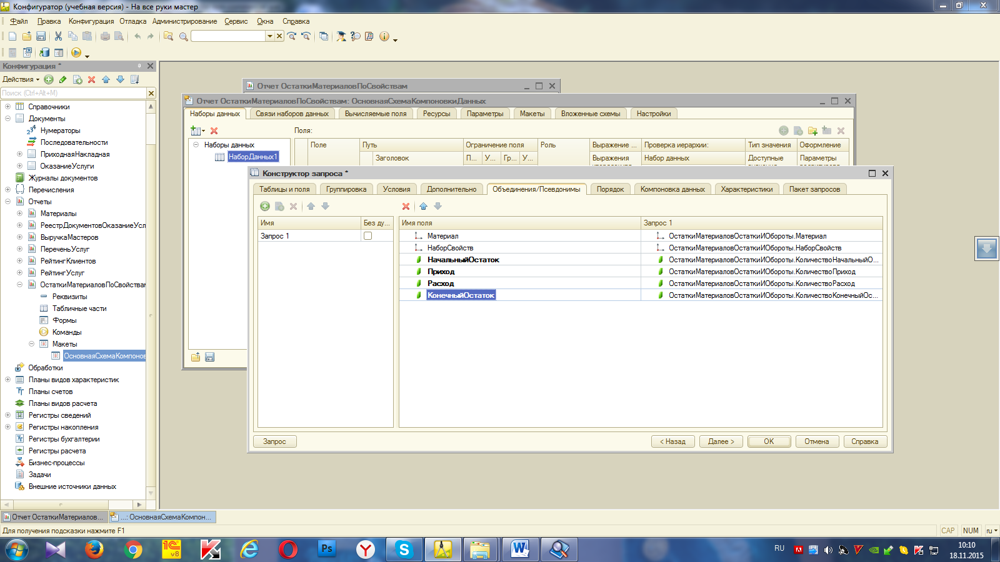 Конфигуратор (учебная версия) - На все руки мастер
Файл Правка Конфигурация Отладка Администрирование Сервис Окна Справка
Конфигурация *
Действия
Поиск (Ctrl+Alt+M)
Справочники
Документы
Нумераторы
Последовательности
ПриходнаяНакладная
ОказаниеУслуги
Журналы документов
Перечисления
Отчеты
Материалы
РеестрДокументовОказаниеУсл
ВыручкаМастеров
ПереченьУслуг
РейтингКлиентов
РейтингУслуг
ОстаткиМатериаловПоСвойствам
Реквизиты
Табличные части
Формы
Команды
Макеты
ОсновнаяСхемаКомпонов
Обработки
Планы видов характеристик
Планы счетов
Планы видов расчета
Регистры сведений
Регистры накопления
Регистры бухгалтерии
Регистры расчета
Бизнес-процессы
Задачи
Внешние источники данных
Отчет ОстаткиМатериаловПоСвойствам
Отчет ОстаткиМатериаловПоСвойствам: ОсновнаяСхемаКомпоновкиДанных
Наборы данных Связи наборов данных Вычисляемые поля Ресурсы Параметры Макеты Вложенные схемы Настройки
Поля:
Наборы данных
НаборДанных1
Поле Путь Ограничение поля Роль Выражение ... Проверка иерархии: Тип значения Оформление
Заголовок П... У... Гр... У... Выражения Набор данных Доступные Параметры
Конструктор запроса *
Таблицы и поля Группировка Условия Дополнительно Объединения/Псевдонимы Порядок Компоновка данных Характеристики Пакет запросов
Имя Без ду...
Запрос 1
Имя поля Запрос 1
Материал ОстаткиМатериаловОстаткиИОбороты.Материал
НаборСвойств ОстаткиМатериаловОстаткиИОбороты.НаборСвойств
НачальныйОстаток ОстаткиМатериаловОстаткиИОбороты.КоличествоНачальныйО...
Приход ОстаткиМатериаловОстаткиИОбороты.КоличествоПриход
Расход ОстаткиМатериаловОстаткиИОбороты.КоличествоРасход
КонечныйОстаток ОстаткиМатериаловОстаткиИОбороты.КоличествоКонечныйОс...
Запрос < Назад Далее > OK Отмена Справка
Отчет ОстаткиМатериалов... ...: ОсновнаяСхемаКомпон...
Для получения подсказки нажмите F1
CAP NUM ru
1С v8 Ps
RU
10:10
18.11.2015